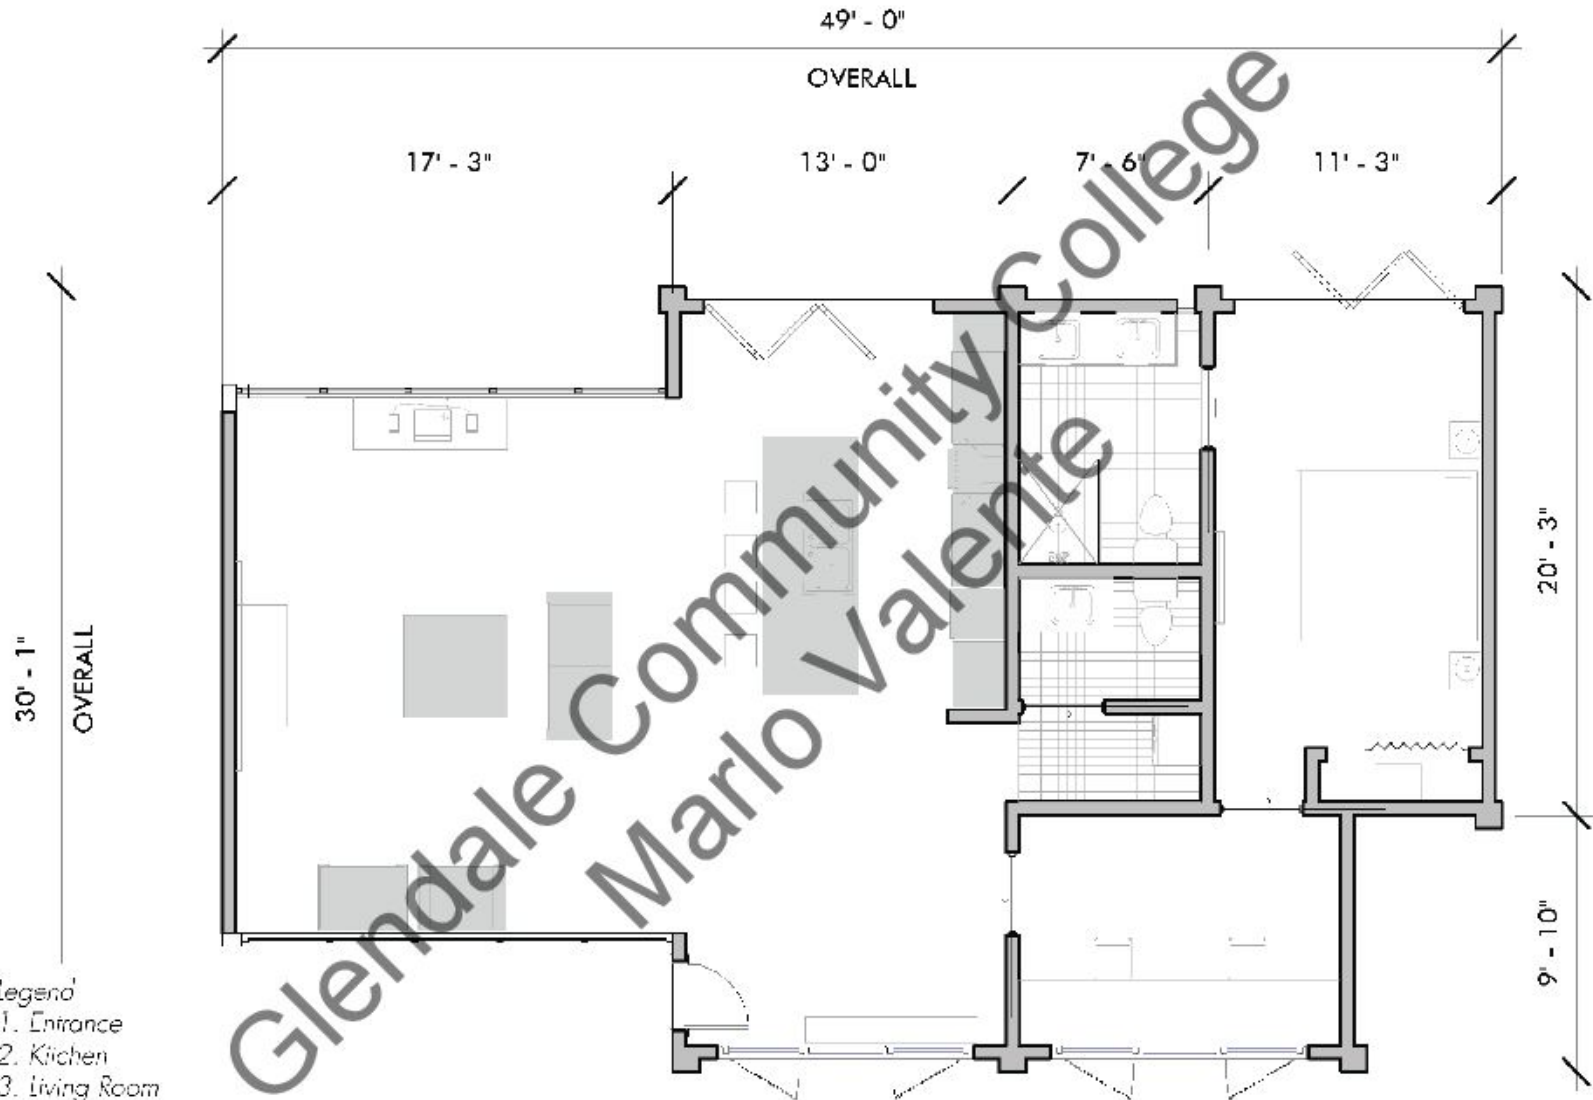 49' - 0"
OVERALL
17' - 3"
13' - 0"
7' - 6"
11' - 3"
30' - 1"
OVERALL
20' - 3"
9' - 10"
Glendale Community College
Marlo Valente
Legend
1. Entrance
2. Kitchen
3. Living Room